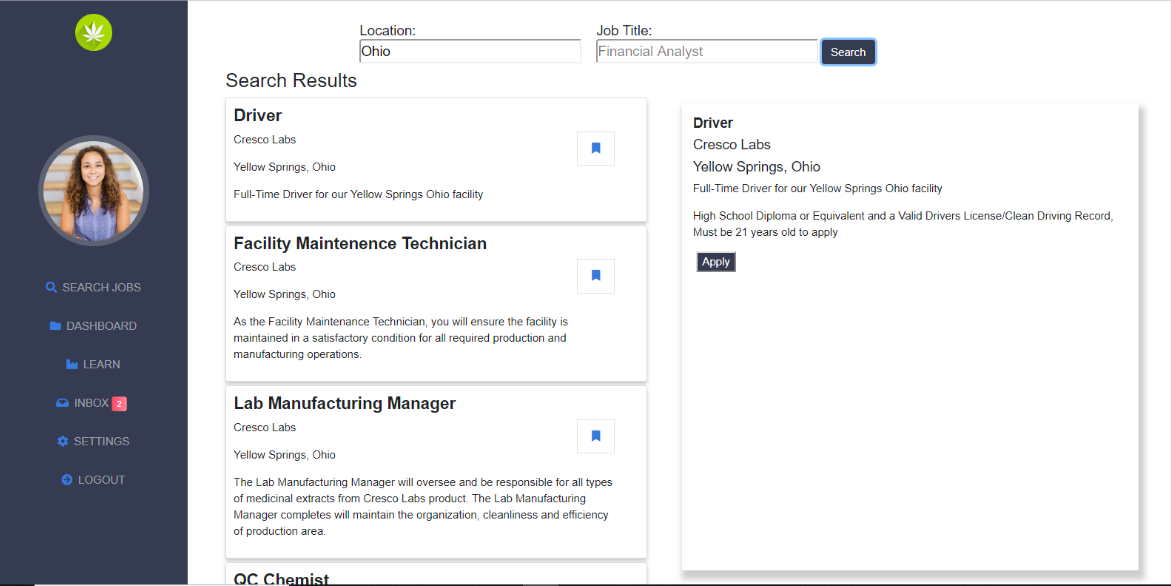 Location:
Job Title:
Ohio
Financial Analyst
Search
Search Results
SEARCH JOBS
DASHBOARD
LEARN
INBOX 2
SETTINGS
LOGOUT
Driver
Cresco Labs
Yellow Springs, Ohio
Full-Time Driver for our Yellow Springs Ohio facility
Facility Maintenence Technician
Cresco Labs
Yellow Springs, Ohio
As the Facility Maintenance Technician, you will ensure the facility is
maintained in a satisfactory condition for all required production and
manufacturing operations.
Lab Manufacturing Manager
Cresco Labs
Yellow Springs, Ohio
The Lab Manufacturing Manager will oversee and be responsible for all types
of medicinal extracts from Cresco Labs product. The Lab Manufacturing
Manager completes will maintain the organization, cleanliness and efficiency
of production area.
QC Chemist
Driver
Cresco Labs
Yellow Springs, Ohio
Full-Time Driver for our Yellow Springs Ohio facility
High School Diploma or Equivalent and a Valid Drivers License/Clean Driving Record,
Must be 21 years old to apply
Apply